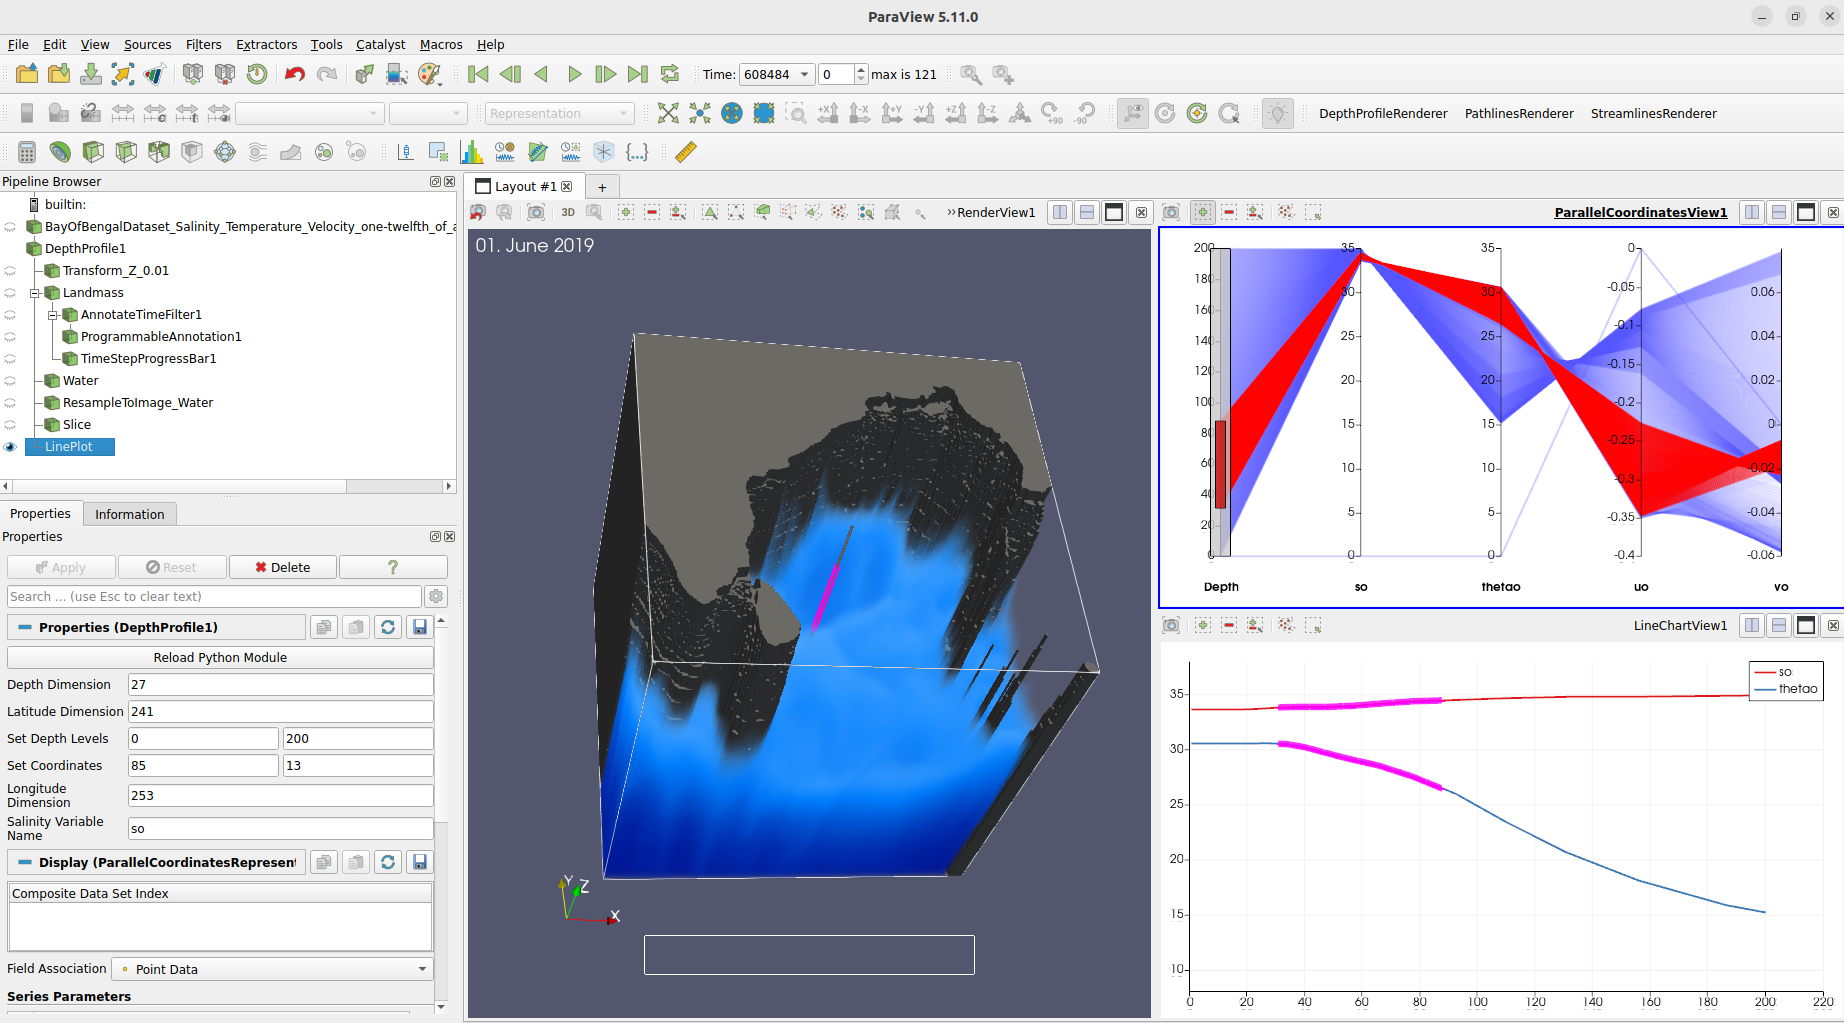 ParaView 5.11.0
File Edit View Sources Filters Extractors Tools Catalyst Macros Help
Time: 608484 0 max is 121
Representation +X -X +Y -Y +Z -Z +90 -90 DepthProfileRenderer PathlinesRenderer StreamlinesRenderer
Pipeline Browser
builtin:
BayOfBengalDataset_Salinity_Temperature_Velocity_one-twelfth_of_a
DepthProfile1
Transform_Z_0.01
Landmass
AnnotateTimeFilter1
ProgrammableAnnotation1
TimeStepProgressBar1
Water
ResampleToImage_Water
Slice
LinePlot
Properties Information
Properties
Apply Reset Delete ?
Search ... (use Esc to clear text)
Properties (DepthProfile1)
Reload Python Module
Depth Dimension 27
Latitude Dimension 241
Set Depth Levels 0 200
Set Coordinates 85 13
Longitude
Dimension
253
Salinity Variable
Name
so
Display (ParallelCoordinatesRepresent
Composite Data Set Index
Field Association Point Data
Series Parameters
Layout #1 +
3D RenderView1
01. June 2019
Y Z
X
ParallelCoordinatesView1
200 180 160 140 120 100 80 60 40 20 0
35 30 25 20 15 10 5 0
35 30 25 20 15 10 5 0
0 -0.05 -0.1 -0.15 -0.2 -0.25 -0.3 -0.35 -0.4
0.06 0.04 0.02 0 -0.02 -0.04 -0.06
Depth so thetao uo vo
LineChartView1
so
thetao
35
30
25
20
15
10
0 20 40 60 80 100 120 140 160 180 200 220